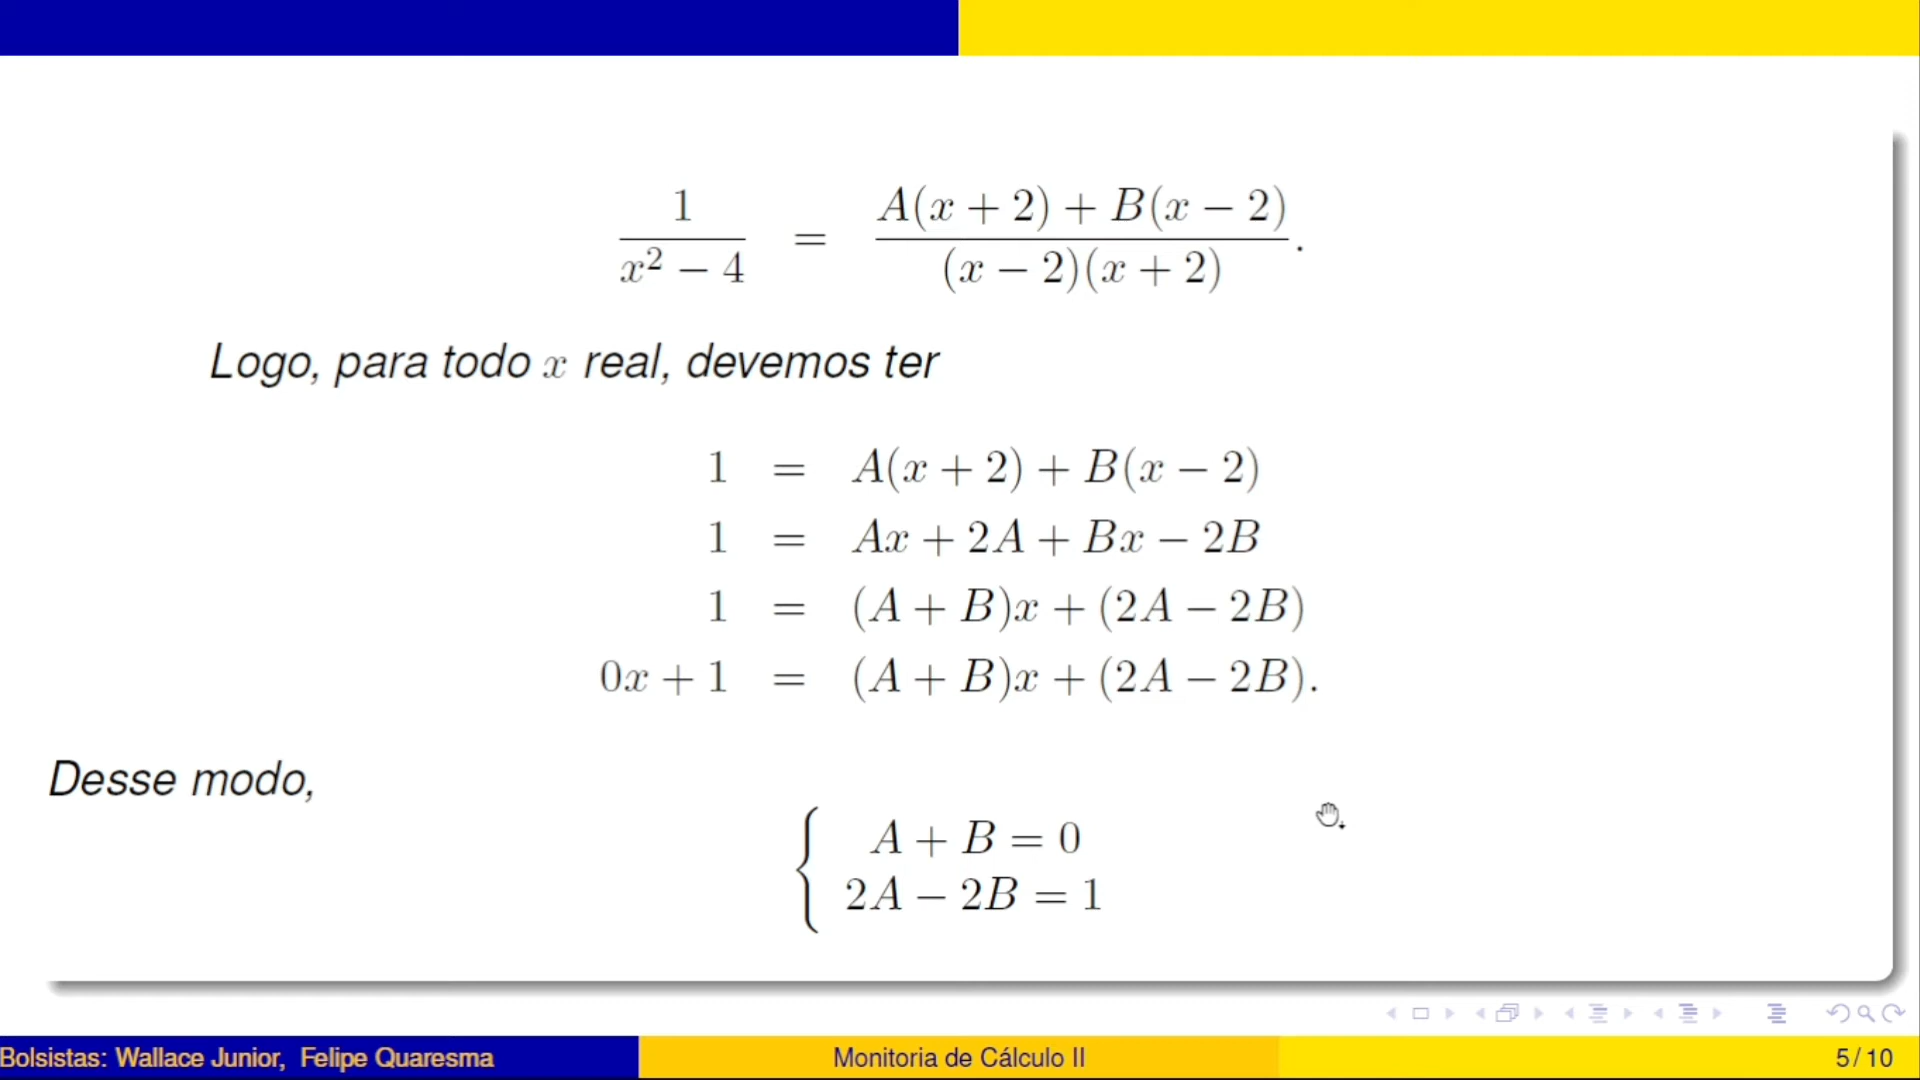 1/(x² − 4) = (A(x + 2) + B(x − 2))/((x − 2)(x + 2)).
Logo, para todo x real, devemos ter
1 = A(x + 2) + B(x − 2)
1 = Ax + 2A + Bx − 2B
1 = (A + B)x + (2A − 2B)
0x + 1 = (A + B)x + (2A − 2B).
Desse modo,
{ A + B = 0
2A − 2B = 1
Bolsistas: Wallace Junior, Felipe Quaresma Monitoria de Cálculo II 5/10